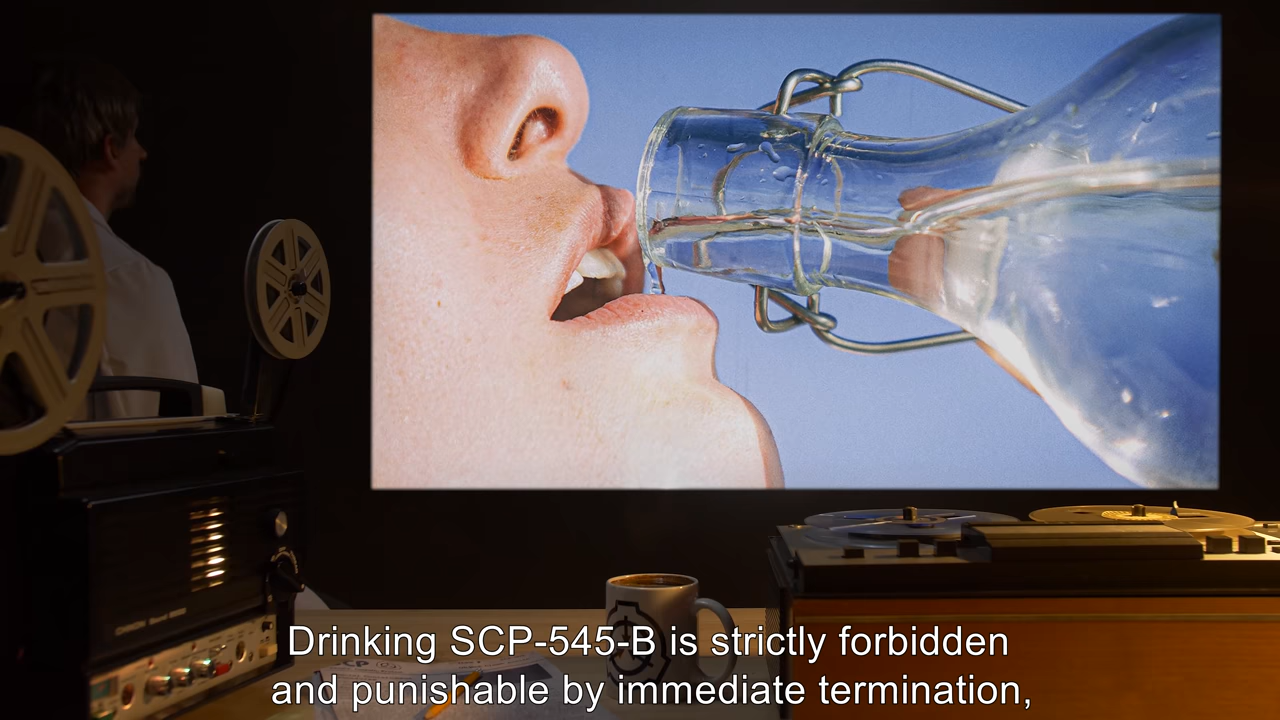 Drinking SCP-545-B is strictly forbidden
and punishable by immediate termination,